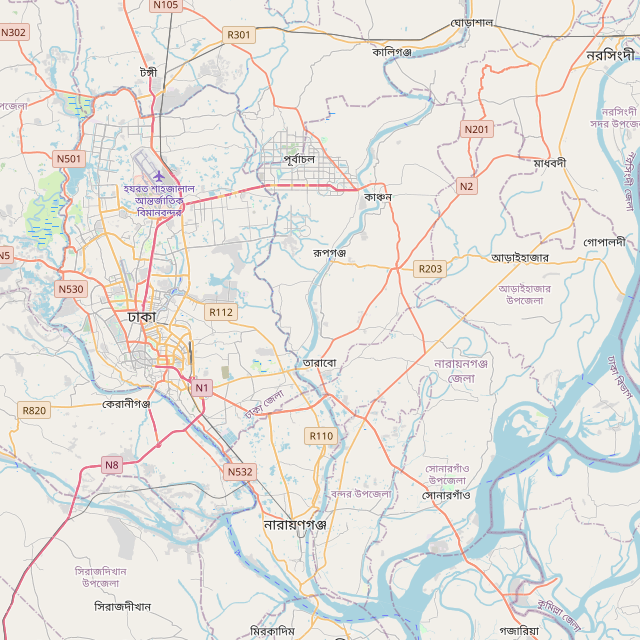 N105
ঘোড়াশাল
N302
R301
কালিগঞ্জ
নরসিংদী
টঙ্গী
পজেলা
নরসিংদী
সদর উপজেলা
N201
N501
পূর্বাচল
মাধবদী
হযরত শাহজালাল
আন্তর্জাতিক
বিমানবন্দর
N2
কাঞ্চন
গোপালদী
N5
রূপগঞ্জ
R203
আড়াইহাজার
N530
আড়াইহাজার
উপজেলা
ঢাকা
R112
তারাবো
নারায়নগঞ্জ
জেলা
ঢাকা বিভাগ
N1
কেরানীগঞ্জ
ঢাকা জেলা
R820
R110
N8
N532
সোনারগাঁও
উপজেলা
বন্দর উপজেলা
সোনারগাঁও
নারায়ণগঞ্জ
সিরাজদিখান
উপজেলা
সিরাজদীখান
কুমিল্লা জেলা
মিরকাদিম
গজারিয়া